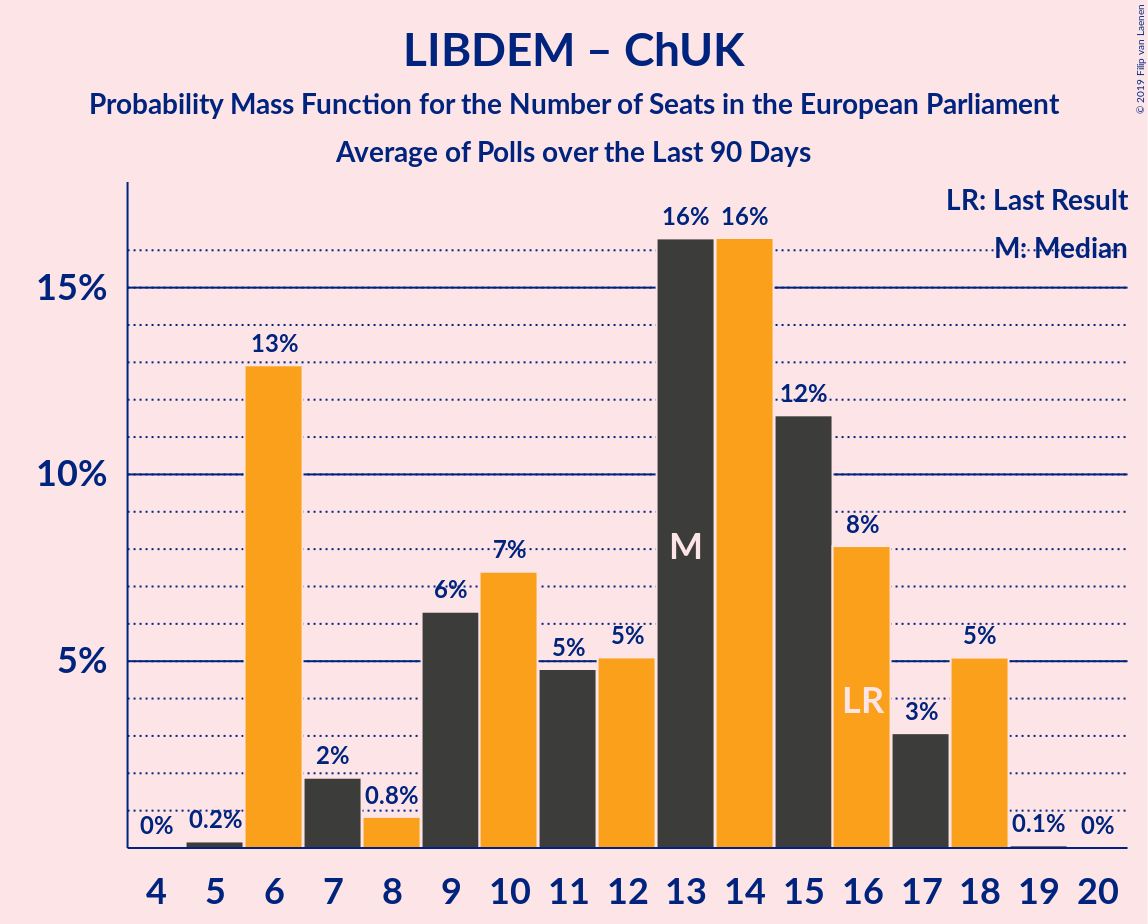 LIBDEM – ChUK
Probability Mass Function for the Number of Seats in the European Parliament
Average of Polls over the Last 90 Days
© 2019 Filip van Laenen
LR: Last Result
M: Median
15%
10%
5%
0%
0.2%
13%
2%
0.8%
6%
7%
5%
5%
16%
16%
12%
8%
3%
5%
0.1%
0%
M
LR
4 5 6 7 8 9 10 11 12 13 14 15 16 17 18 19 20